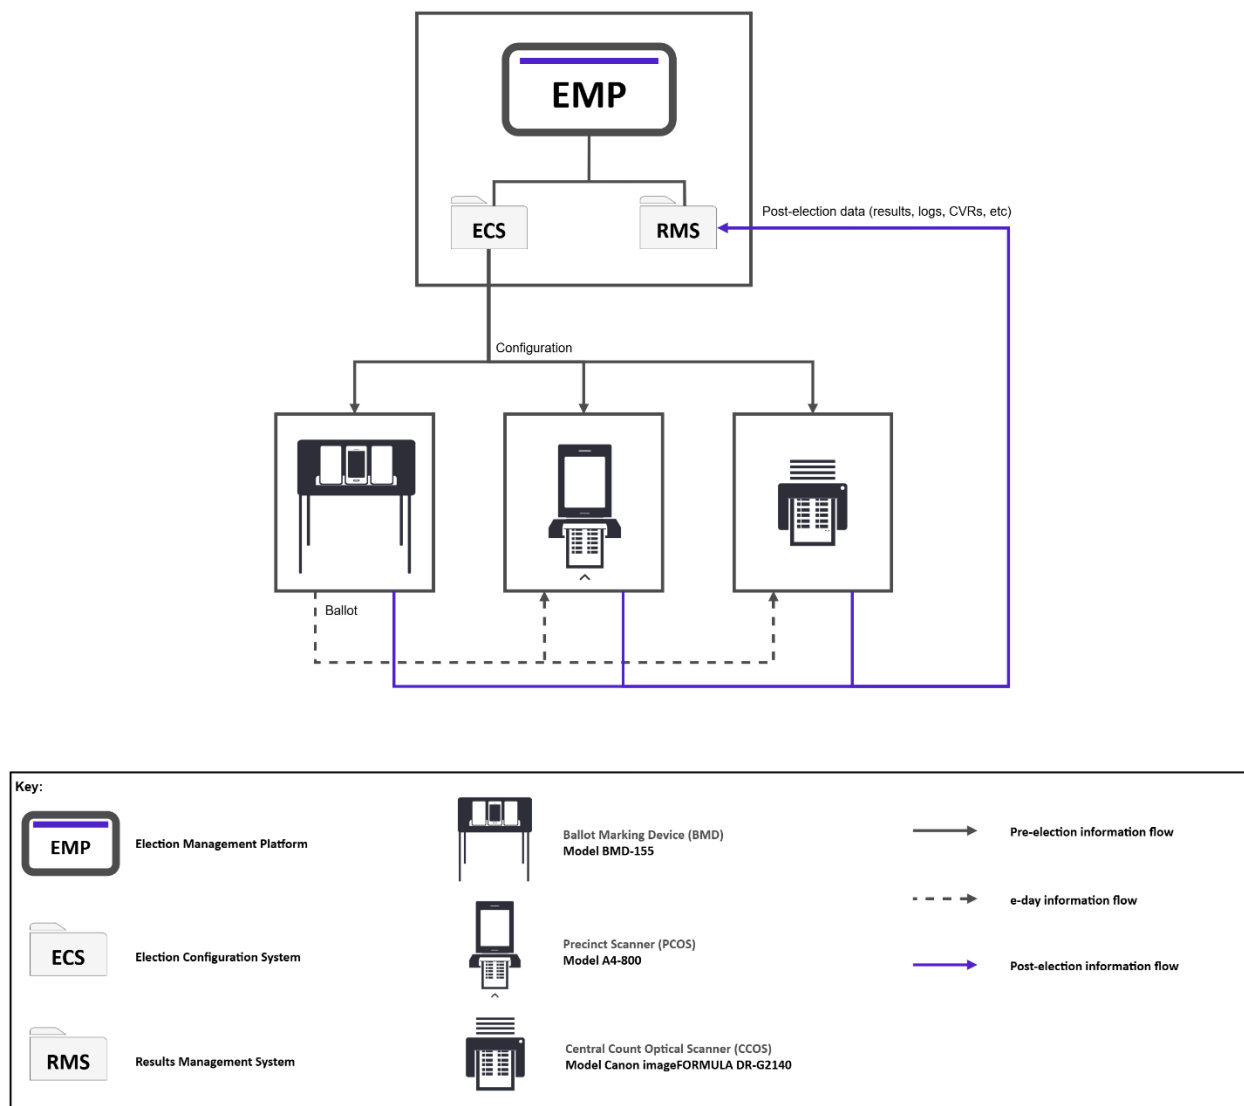 EMP
ECS
RMS
Post-election data (results, logs, CVRs, etc)
Configuration
Ballot
Key:
EMP
Election Management Platform
Ballot Marking Device (BMD)
Model BMD-155
Pre-election information flow
e-day information flow
ECS
Election Configuration System
Precinct Scanner (PCOS)
Model A4-800
Post-election information flow
RMS
Results Management System
Central Count Optical Scanner (CCOS)
Model Canon imageFORMULA DR-G2140